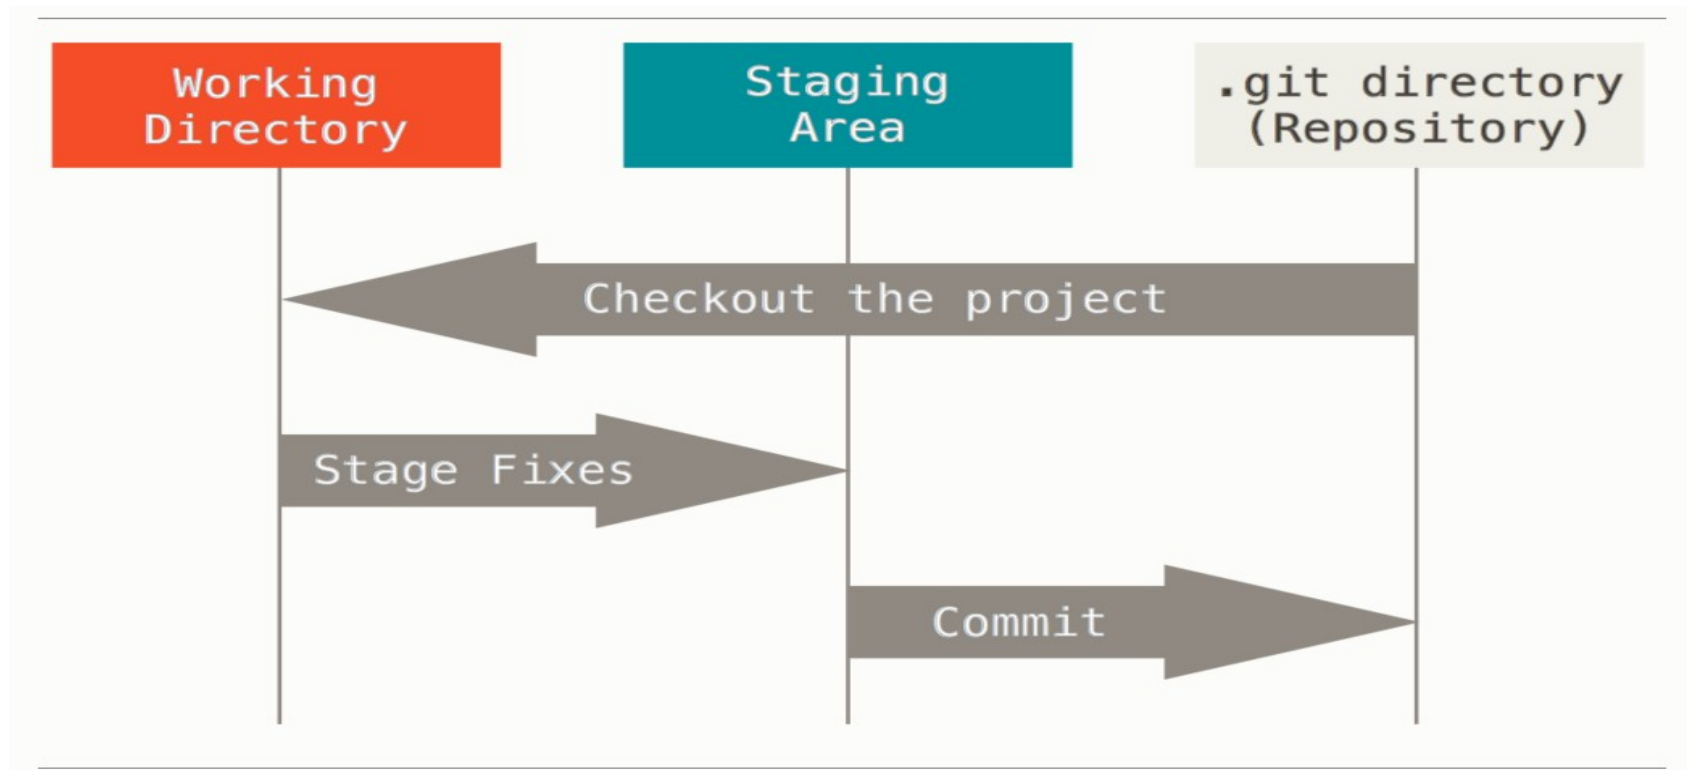 Working
Directory
Staging
Area
.git directory
(Repository)
Checkout the project
Stage Fixes
Commit